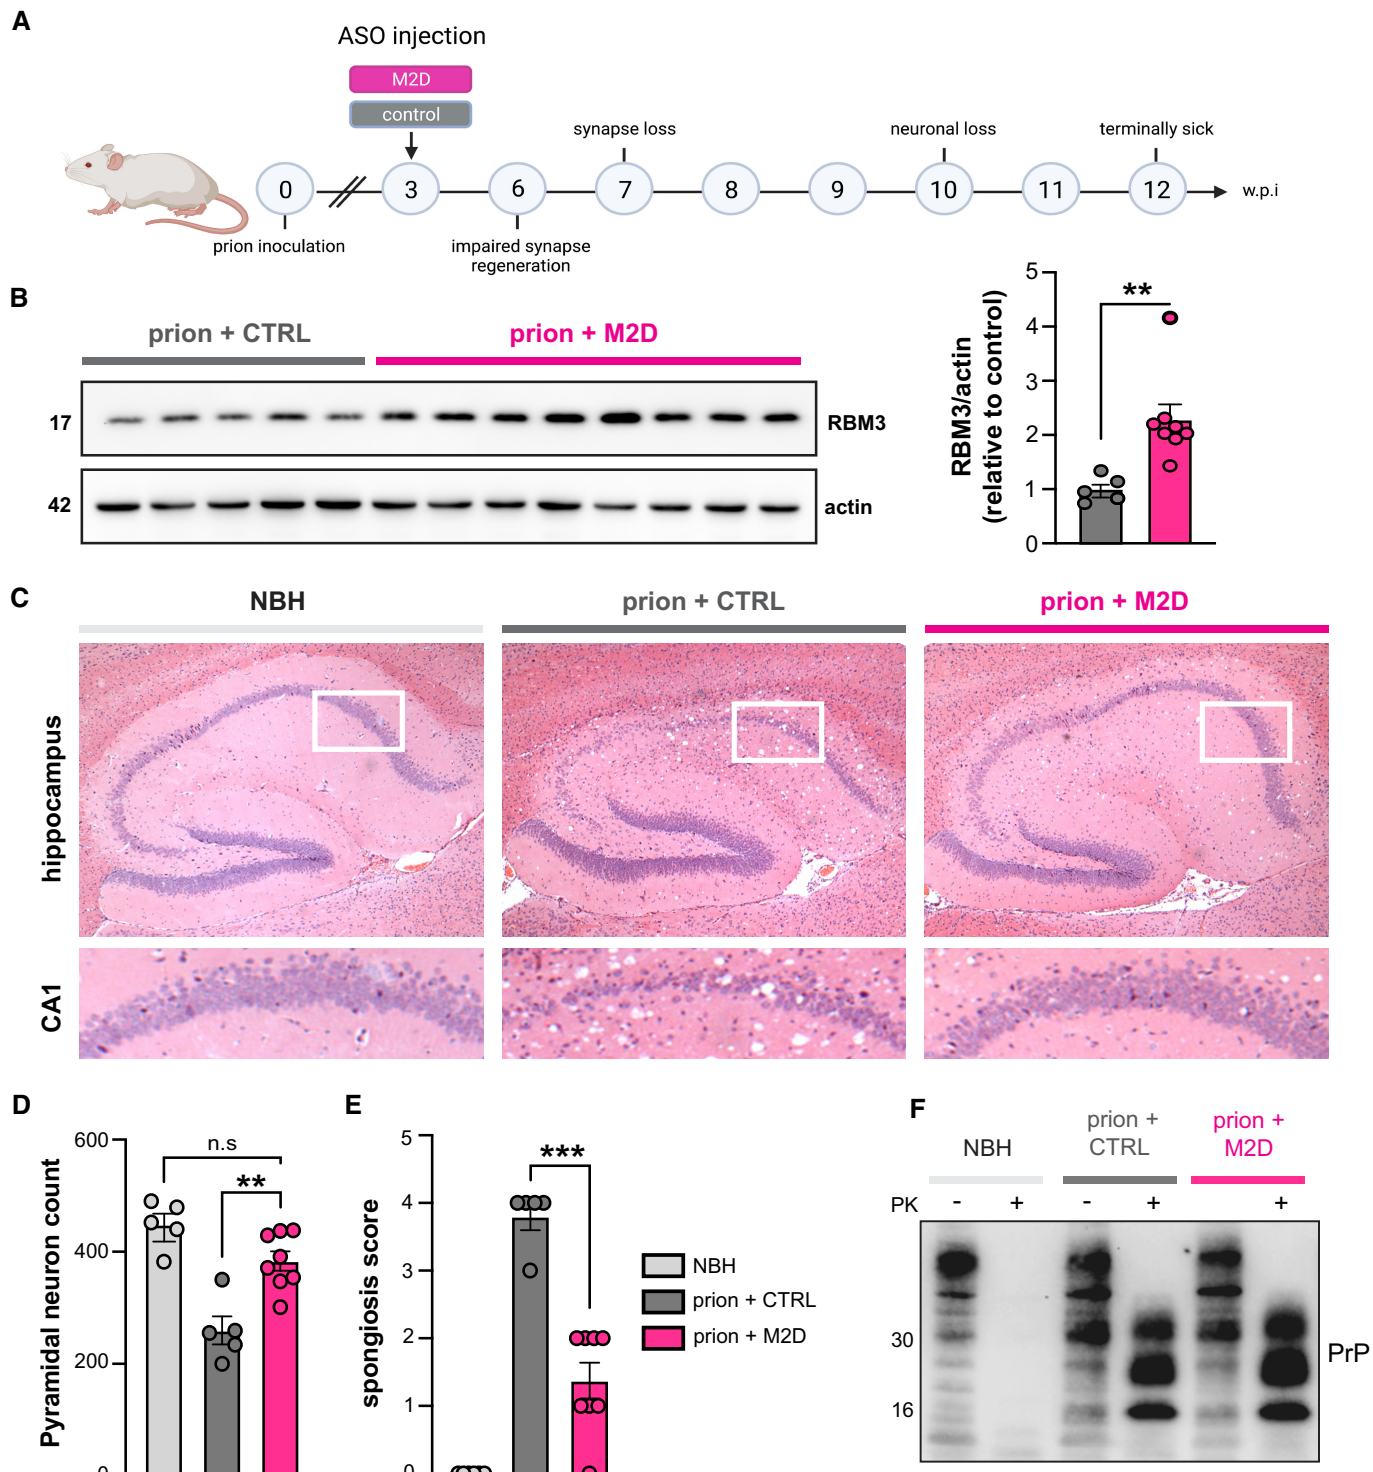 A
ASO injection
M2D
control
synapse loss
neuronal loss
terminally sick
0
3
6
7
8
9
10
11
12
w.p.i
prion inoculation
impaired synapse
regeneration
B
prion + CTRL
prion + M2D
17
RBM3
42
actin
RBM3/actin
(relative to control)
5
4
3
2
1
0
**
C
NBH
prion + CTRL
prion + M2D
hippocampus
CA1
D
Pyramidal neuron count
600
400
200
0
n.s
**
E
spongiosis score
5
4
3
2
1
0
***
NBH
prion + CTRL
prion + M2D
F
NBH
prion +
CTRL
prion +
M2D
PK
-
+
-
+
-
+
30
16
PrP